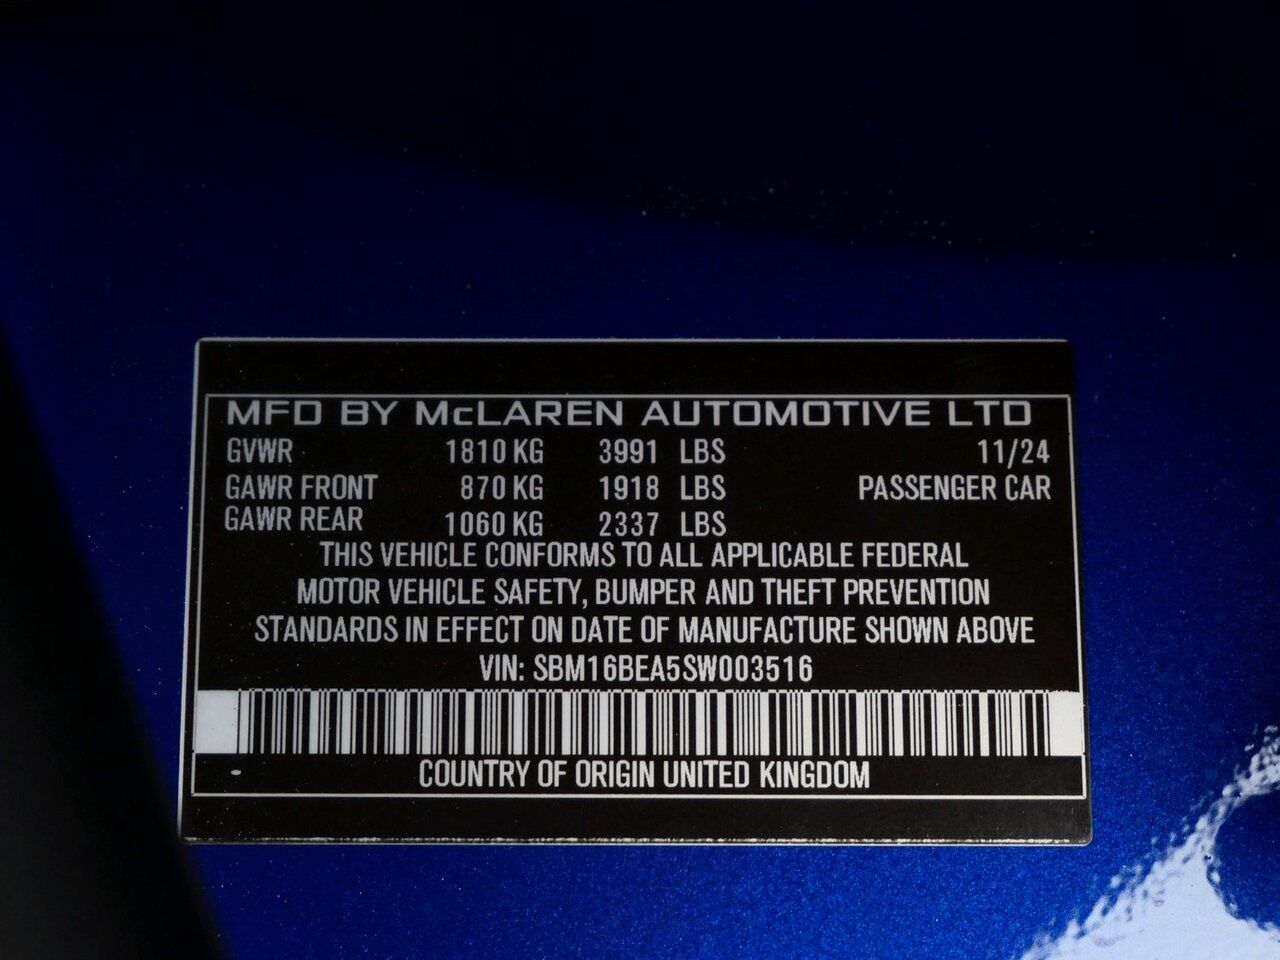 MFD BY McLAREN AUTOMOTIVE LTD
GVWR 1810 KG 3991 LBS 11/24
GAWR FRONT 870 KG 1918 LBS PASSENGER CAR
GAWR REAR 1060 KG 2337 LBS
THIS VEHICLE CONFORMS TO ALL APPLICABLE FEDERAL
MOTOR VEHICLE SAFETY, BUMPER AND THEFT PREVENTION
STANDARDS IN EFFECT ON DATE OF MANUFACTURE SHOWN ABOVE
VIN: SBM16BEA5SW003516
COUNTRY OF ORIGIN UNITED KINGDOM